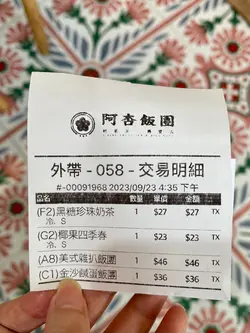 阿杏飯團
外帶 - 058 - 交易明細
#-00091968 2023/09/23 4:35 下午
品名 數量 單價 金額
(F2)黑糖珍珠奶茶 1 $27 $27 TX
冷. S
(G2)椰果四季春 1 $23 $23 TX
冷. S
(A8)美式雜扒飯團 1 $46 $46 TX
(C1)金沙鹹蛋飯團 1 $36 $36 TX